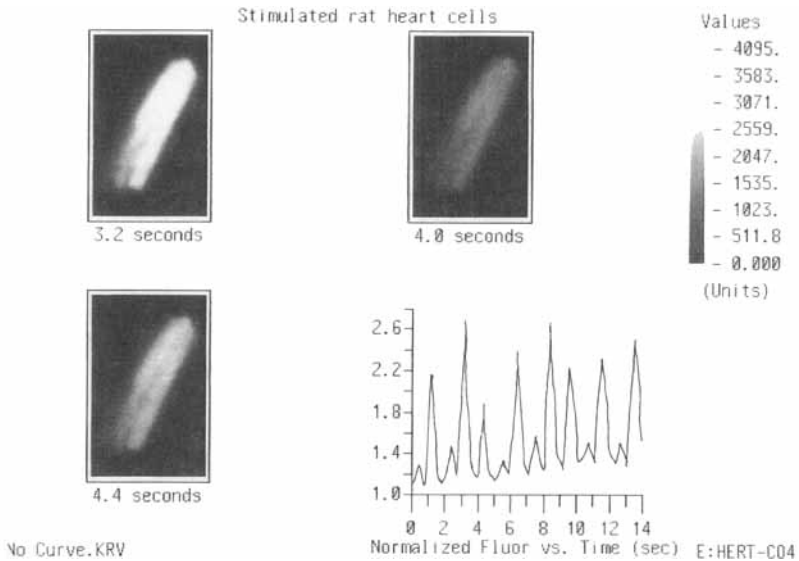 Stimulated rat heart cells
Values
- 4095.
- 3583.
- 3071.
- 2559.
- 2047.
- 1535.
- 1023.
- 511.8
- 0.000
(Units)
3.2 seconds
4.0 seconds
4.4 seconds
2.6
2.2
1.8
1.4
1.0
0 2 4 6 8 10 12 14
Normalized Fluor vs. Time (sec)
No Curve.KRV
E:HERT-C04